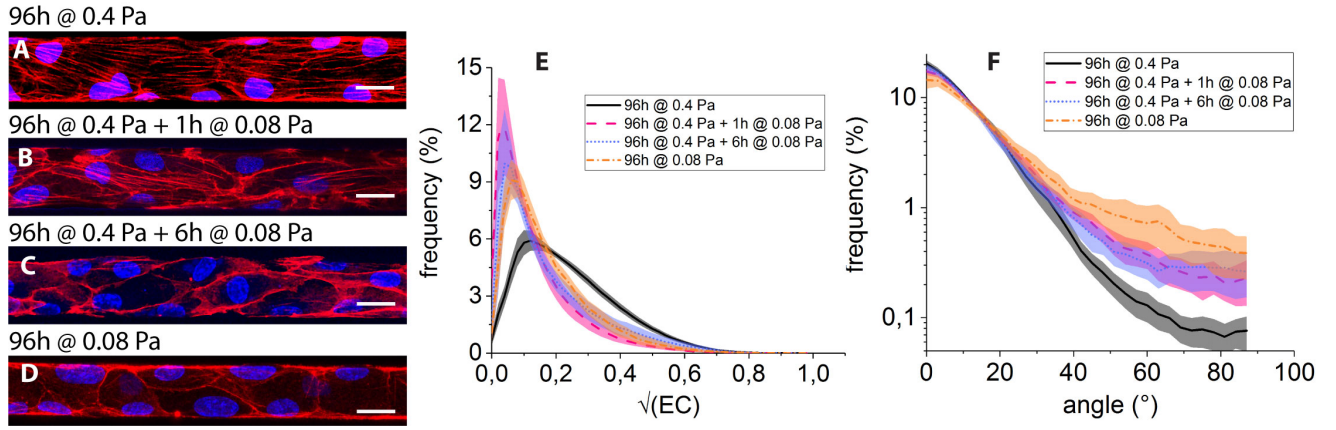 96h @ 0.4 Pa
A
96h @ 0.4 Pa + 1h @ 0.08 Pa
B
96h @ 0.4 Pa + 6h @ 0.08 Pa
C
96h @ 0.08 Pa
D
E
frequency (%)
15
12
9
6
3
0
0,0 0,2 0,4 0,6 0,8 1,0
√(EC)
96h @ 0.4 Pa
96h @ 0.4 Pa + 1h @ 0.08 Pa
96h @ 0.4 Pa + 6h @ 0.08 Pa
96h @ 0.08 Pa
F
frequency (%)
10
1
0,1
0 20 40 60 80 100
angle (°)
96h @ 0.4 Pa
96h @ 0.4 Pa + 1h @ 0.08 Pa
96h @ 0.4 Pa + 6h @ 0.08 Pa
96h @ 0.08 Pa